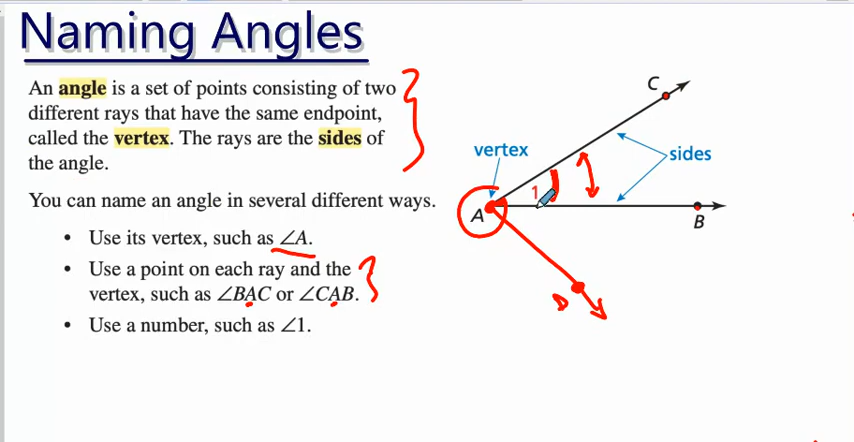 Naming Angles
An angle is a set of points consisting of two
different rays that have the same endpoint,
called the vertex. The rays are the sides of
the angle.
You can name an angle in several different ways.
• Use its vertex, such as ∠A.
• Use a point on each ray and the
vertex, such as ∠BAC or ∠CAB.
• Use a number, such as ∠1.
C
vertex
sides
1
A
B
D